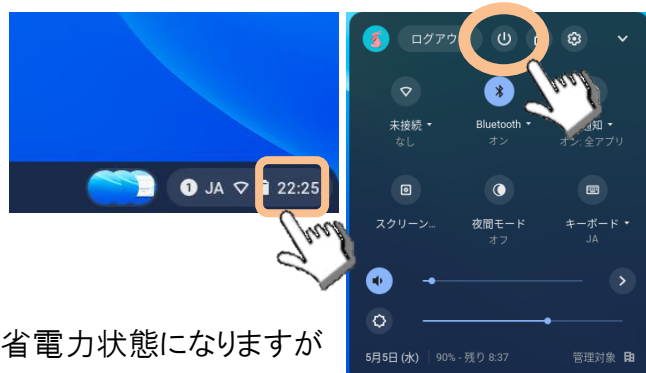 1 JA 22:25
ログアウ
未接続
なし
Bluetooth
オン
知
オン: 全アプリ
スクリーン…
夜間モード
オフ
キーボード
JA
5月5日 (水) 90% - 残り 8:37 管理対象
省電力状態になりますが